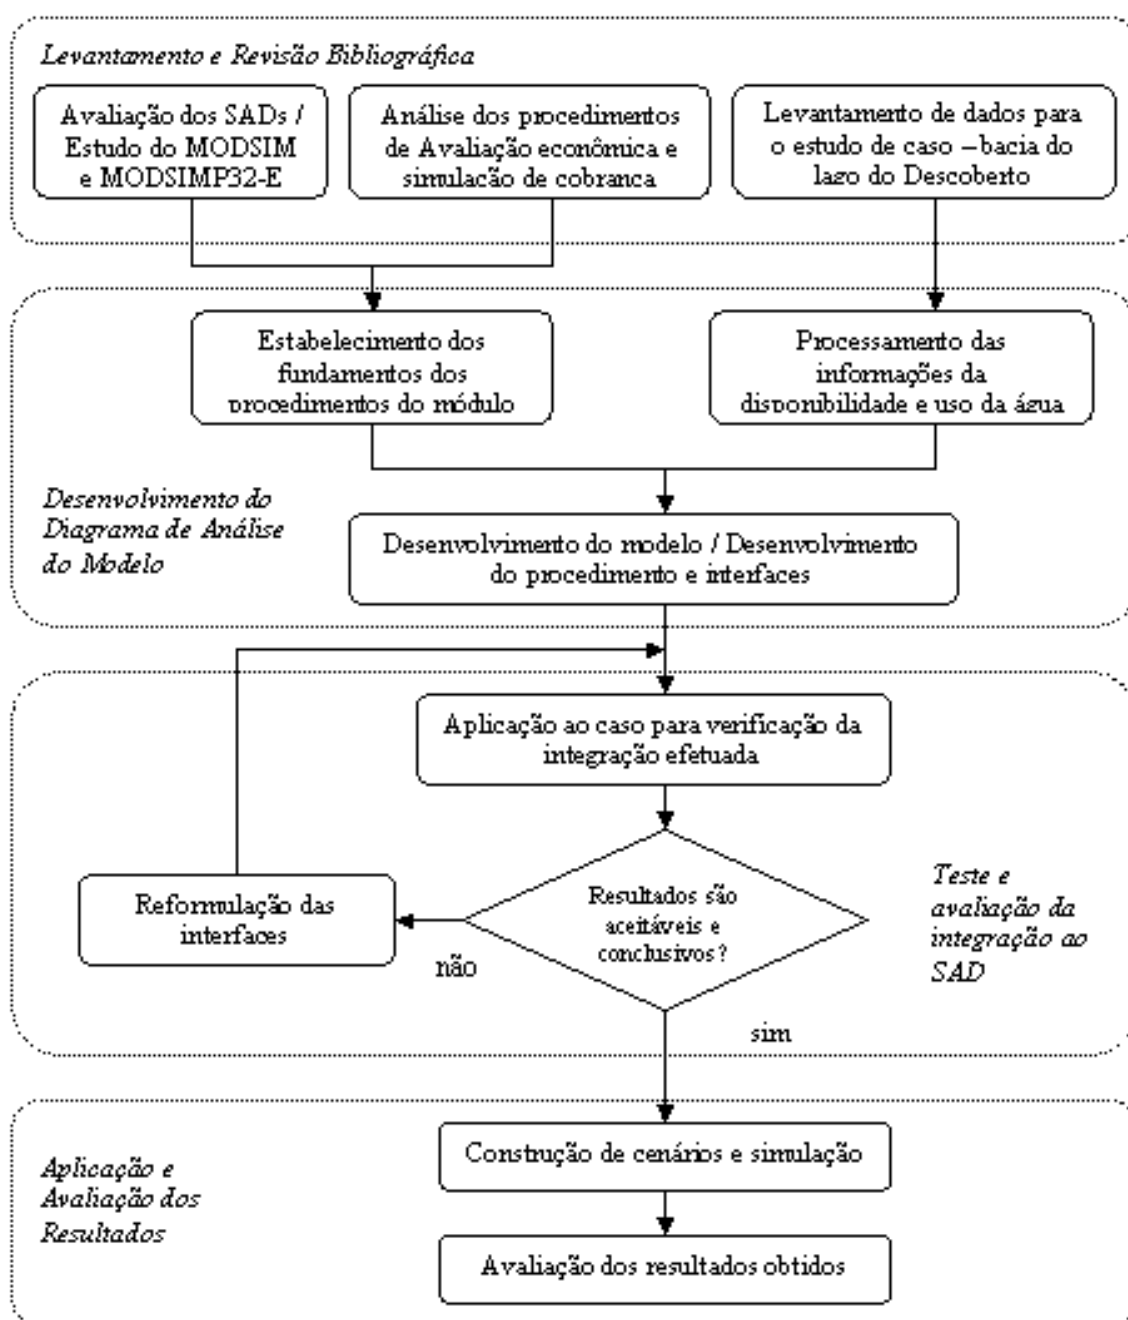 Levantamento e Revisão Bibliográfica
Avaliação dos SADs /
Estudo do MODSIM
e MODSIMP32-E
Análise dos procedimentos
de Avaliação econômica e
simulacão de cobranca
Levantamento de dados para
o estudo de caso – bacia do
lago do Descoberto
Estabelecimento dos
fundamentos dos
procedimentos do módulo
Processamento das
informações da
disponibilidade e uso da água
Desenvolvimento do
Diagrama de Análise
do Modelo
Desenvolvimento do modelo / Desenvolvimento
do procedimento e interfaces
Aplicação ao caso para verificação da
integração efetuada
Reformulação das
interfaces
não
Resultados são
aceitáveis e
conclusivos?
Teste e
avaliação da
integração ao
SAD
sim
Aplicação e
Avaliação dos
Resultados
Construção de cenários e simulação
Avaliação dos resultados obtidos